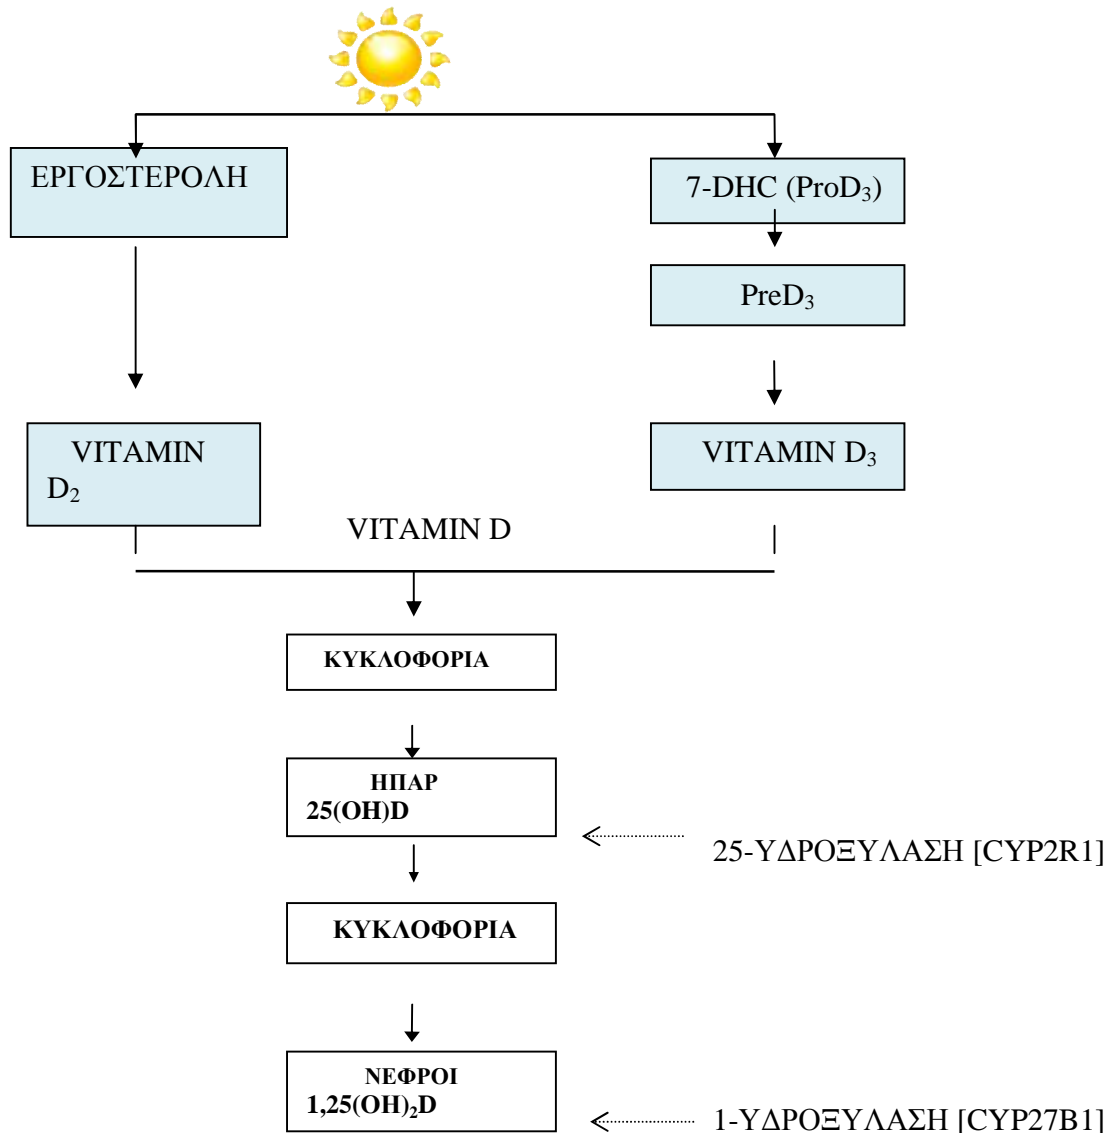 ΕΡΓΟΣΤΕΡΟΛΗ
7-DHC (ProD₃)
PreD₃
VITAMIN
D₂
VITAMIN D₃
VITAMIN D
ΚΥΚΛΟΦΟΡΙΑ
ΗΠΑΡ
25(OH)D
25-ΥΔΡΟΞΥΛΑΣΗ [CYP2R1]
ΚΥΚΛΟΦΟΡΙΑ
ΝΕΦΡΟΙ
1,25(OH)₂D
1-ΥΔΡΟΞΥΛΑΣΗ [CYP27B1]